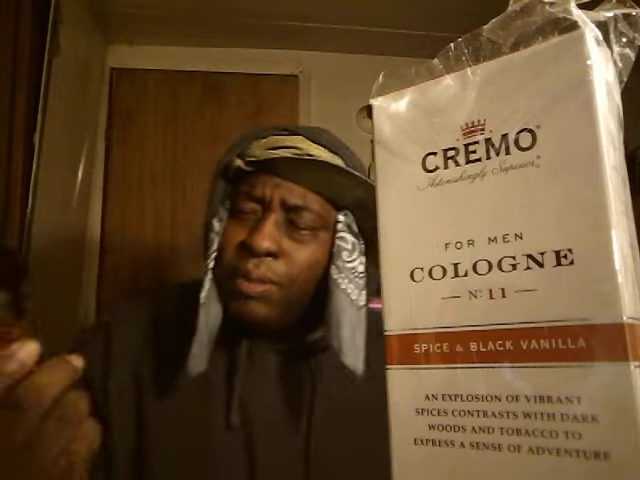 CREMO®
Astonishingly Superior®
FOR MEN
COLOGNE
Nº 11
SPICE & BLACK VANILLA
AN EXPLOSION OF VIBRANT
SPICES CONTRASTS WITH DARK
WOODS AND TOBACCO TO
EXPRESS A SENSE OF ADVENTURE